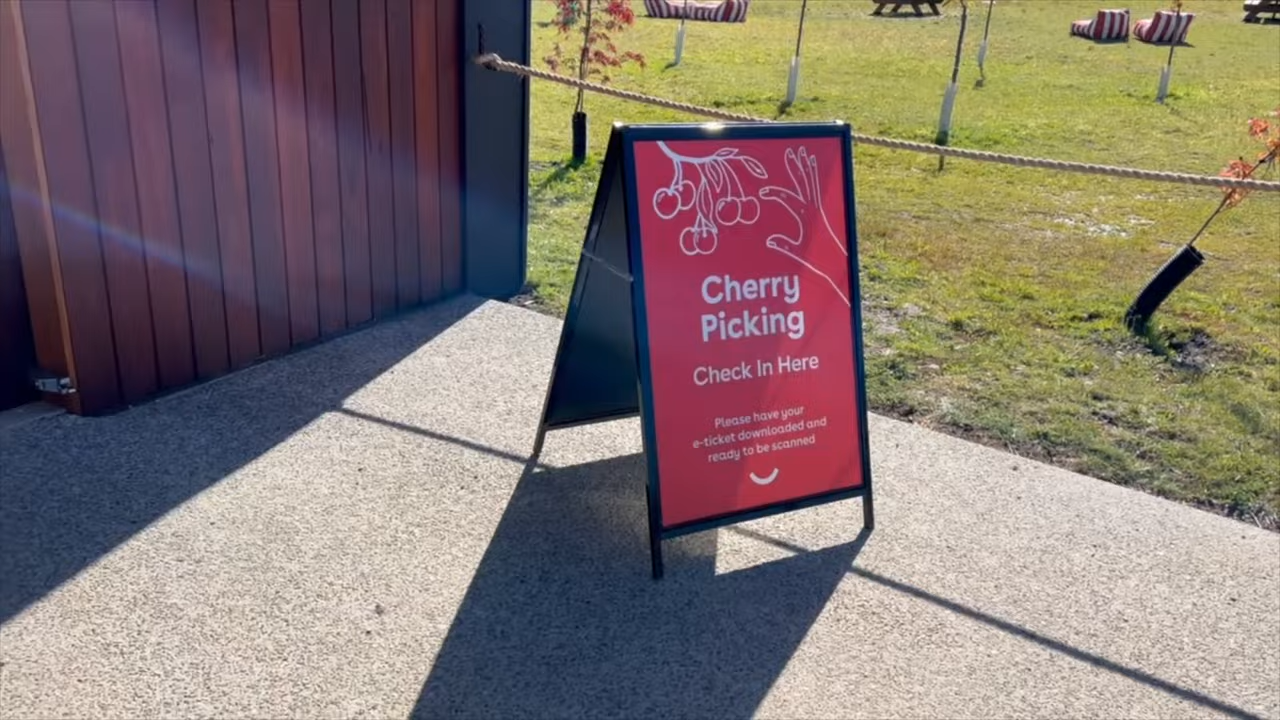 Cherry
Picking
Check In Here
Please have your
e-ticket downloaded and
ready to be scanned